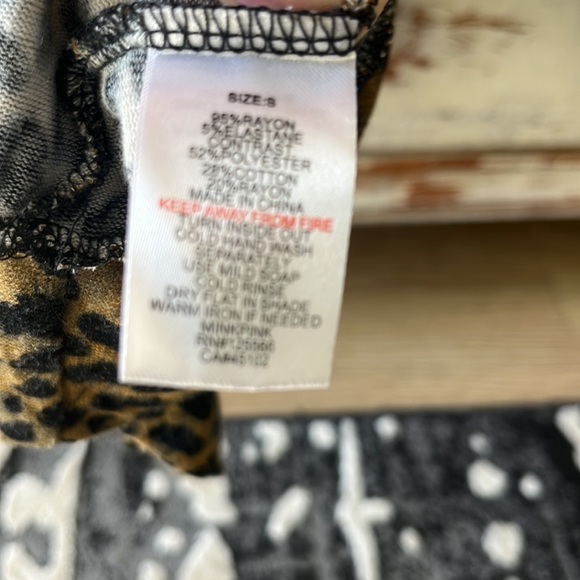 SIZE:S
95%RAYON
5%ELASTANE
CONTRAST
52%POLYESTER
28%COTTON
20%RAYON
MADE IN CHINA
KEEP AWAY FROM FIRE
TURN INSIDE OUT
COLD HAND WASH
SEPARATELY
USE MILD SOAP
COLD RINSE
DRY FLAT IN SHADE
WARM IRON IF NEEDED
MINKPINK